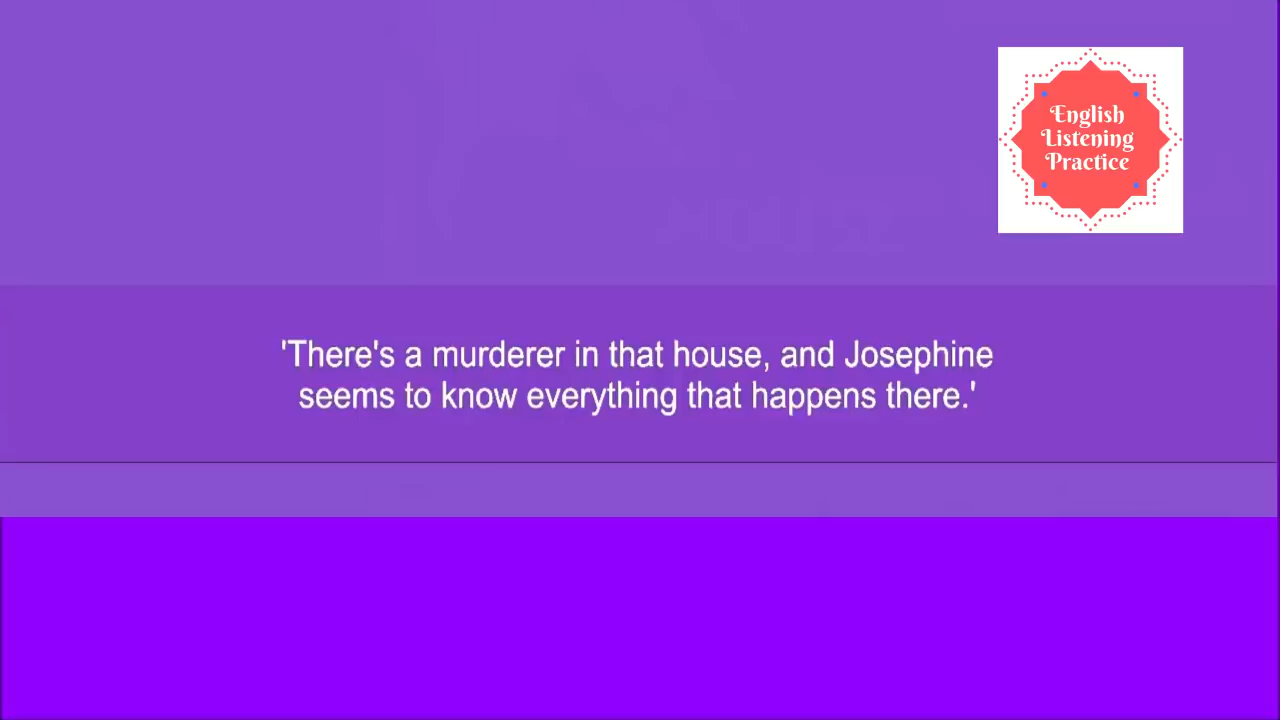 English
Listening
Practice
'There's a murderer in that house, and Josephine
seems to know everything that happens there.'